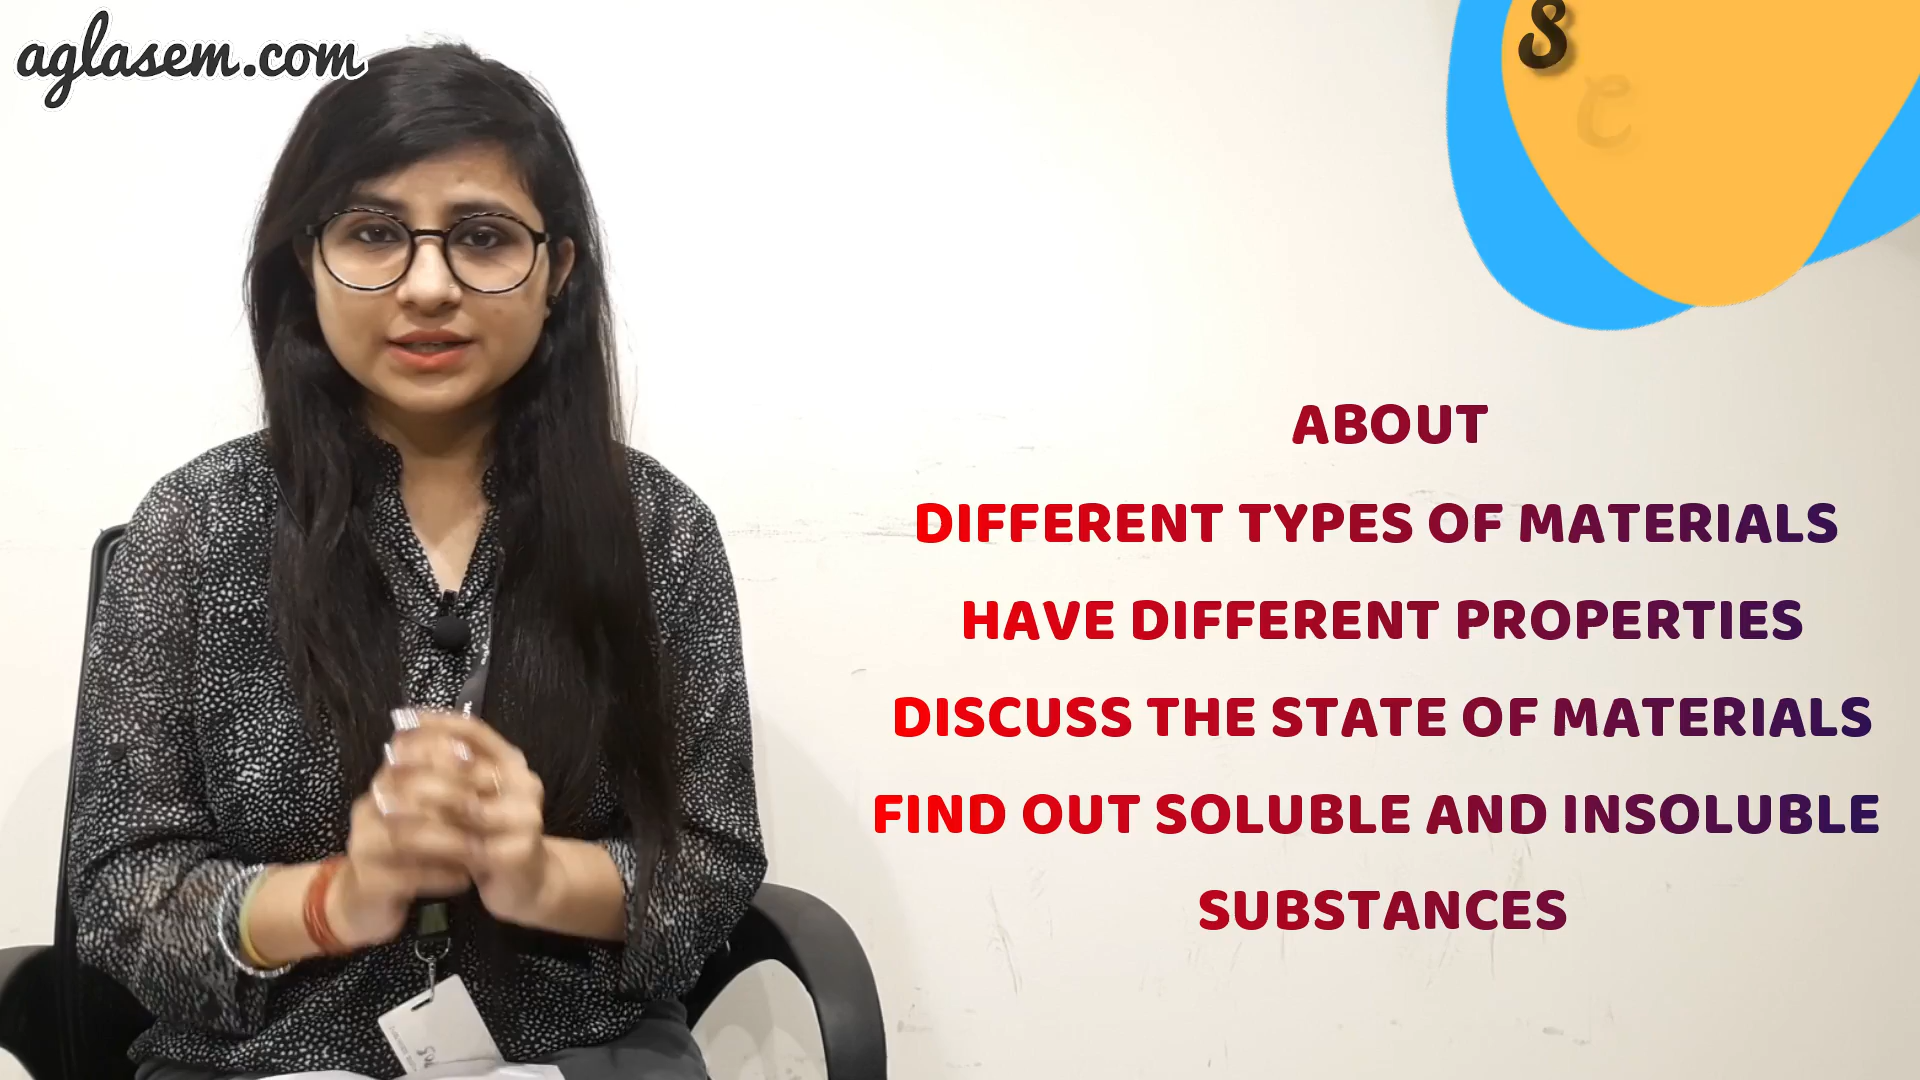 aglasem.com
S
C
ABOUT
DIFFERENT TYPES OF MATERIALS
HAVE DIFFERENT PROPERTIES
DISCUSS THE STATE OF MATERIALS
FIND OUT SOLUBLE AND INSOLUBLE
SUBSTANCES